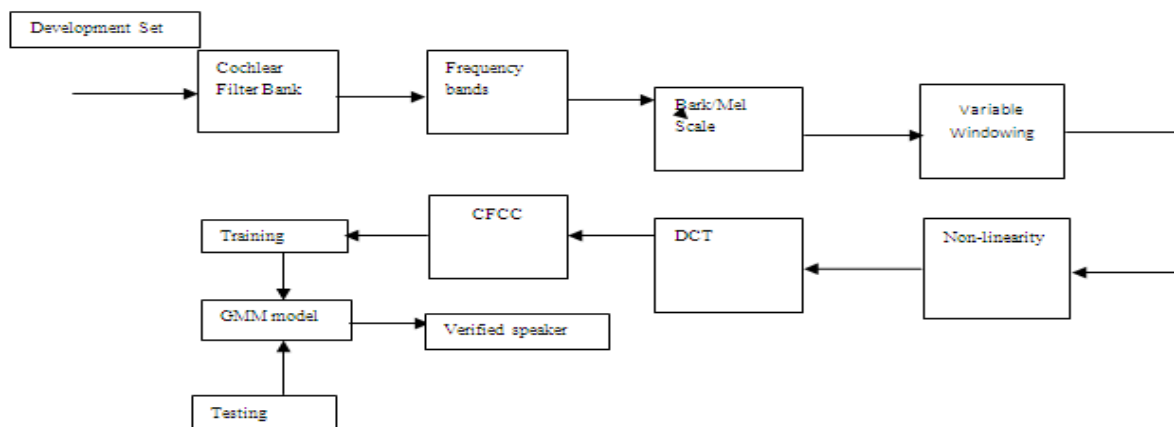 Development Set
Cochlear
Filter Bank
Frequency
bands
Bark/Mel
Scale
Variable
Windowing
Training
CFCC
DCT
Non-linearity
GMM model
Verified speaker
Testing